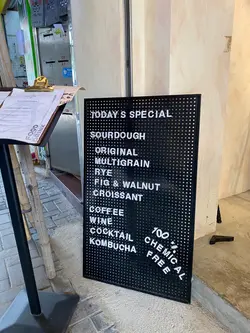 TODAY S SPECIAL
SOURDOUGH
ORIGINAL
MULTIGRAIN
RYE
FIG & WALNUT
CROISSANT
COFFEE
WINE
COCKTAIL
KOMBUCHA
100%
CHEMICAL
FREE